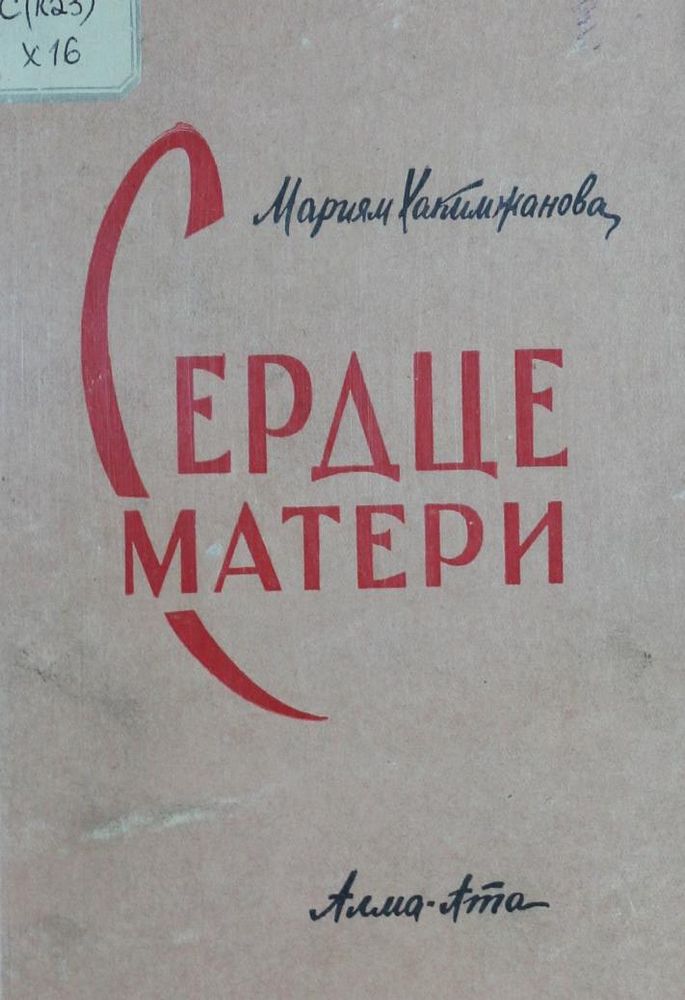 С(К23)
Х16
Мариям Хакимжанова
СЕРДЦЕ
МАТЕРИ
Алма-Ата